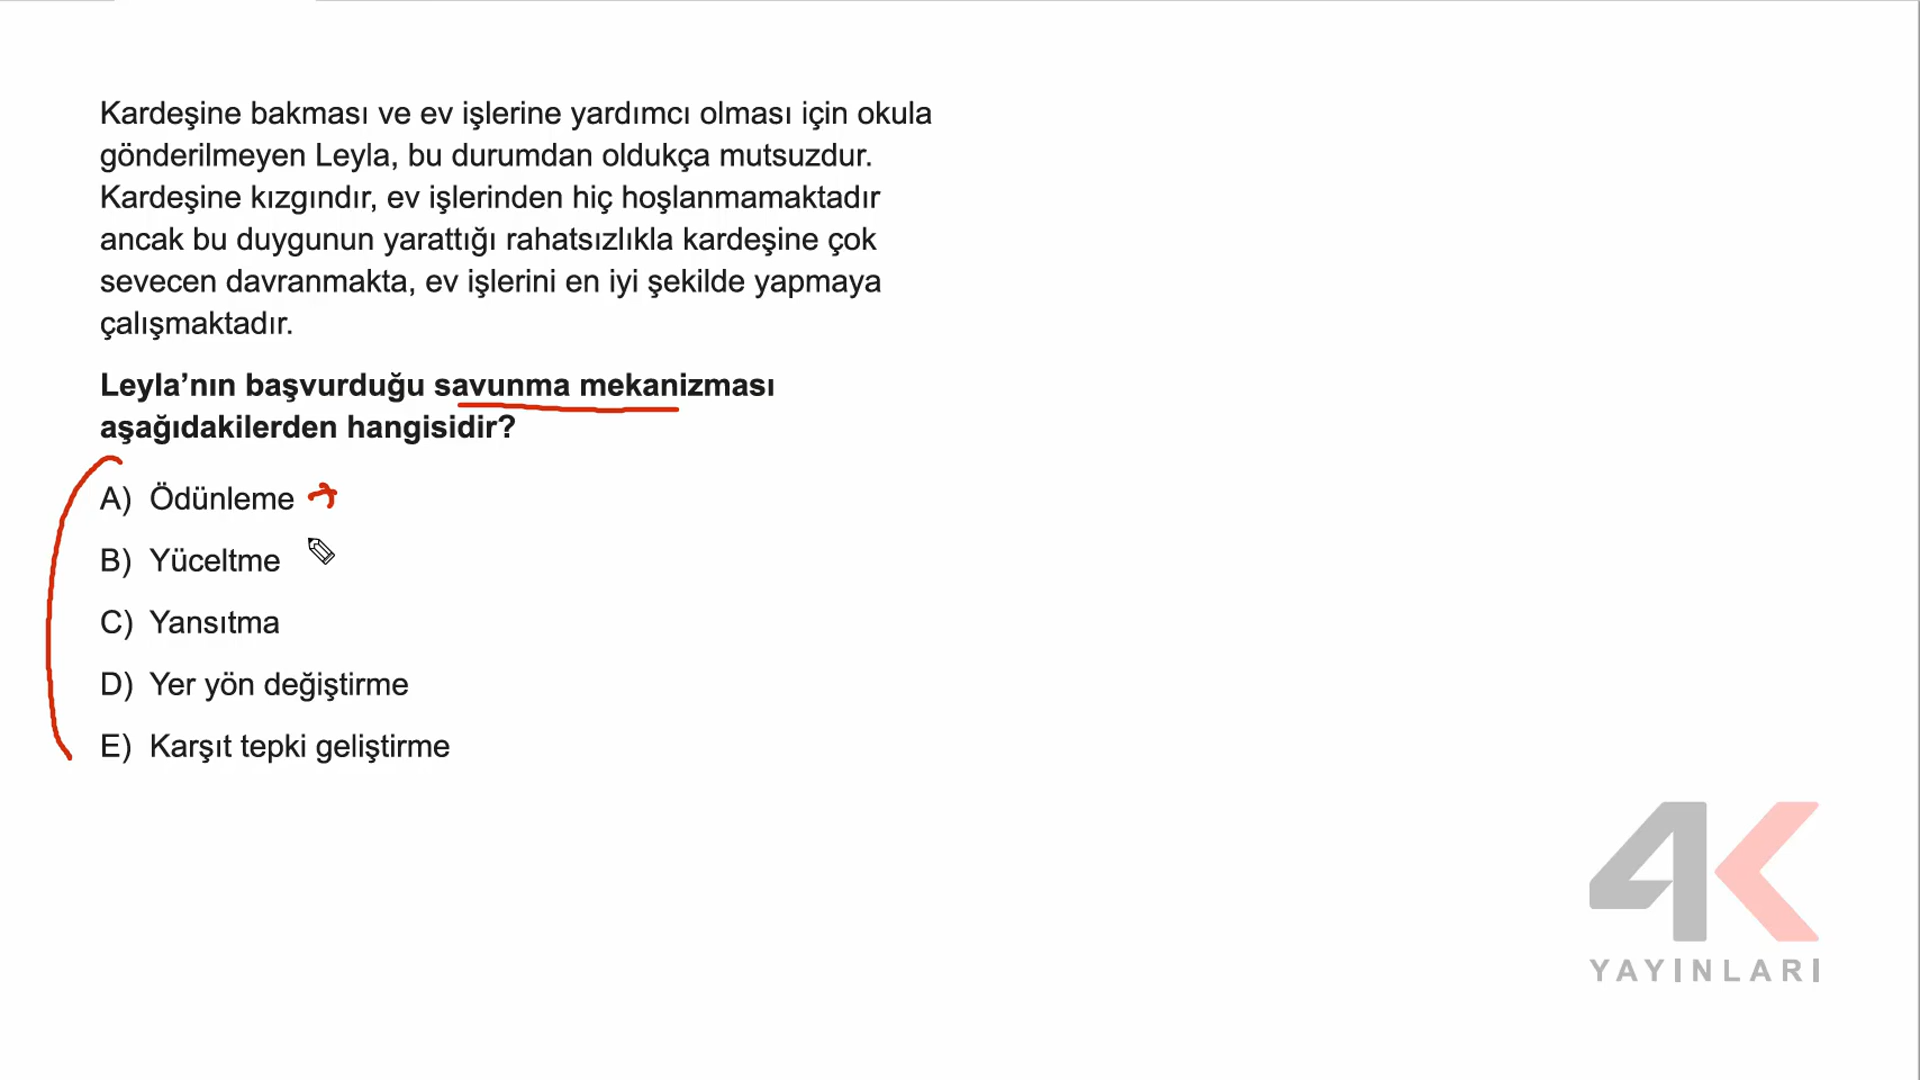 Kardeşine bakması ve ev işlerine yardımcı olması için okula
gönderilmeyen Leyla, bu durumdan oldukça mutsuzdur.
Kardeşine kızgındır, ev işlerinden hiç hoşlanmamaktadır
ancak bu duygunun yarattığı rahatsızlıkla kardeşine çok
sevecen davranmakta, ev işlerini en iyi şekilde yapmaya
çalışmaktadır.
Leyla’nın başvurduğu savunma mekanizması
aşağıdakilerden hangisidir?
A) Ödünleme
B) Yüceltme
C) Yansıtma
D) Yer yön değiştirme
E) Karşıt tepki geliştirme
4K
YAYINLARI